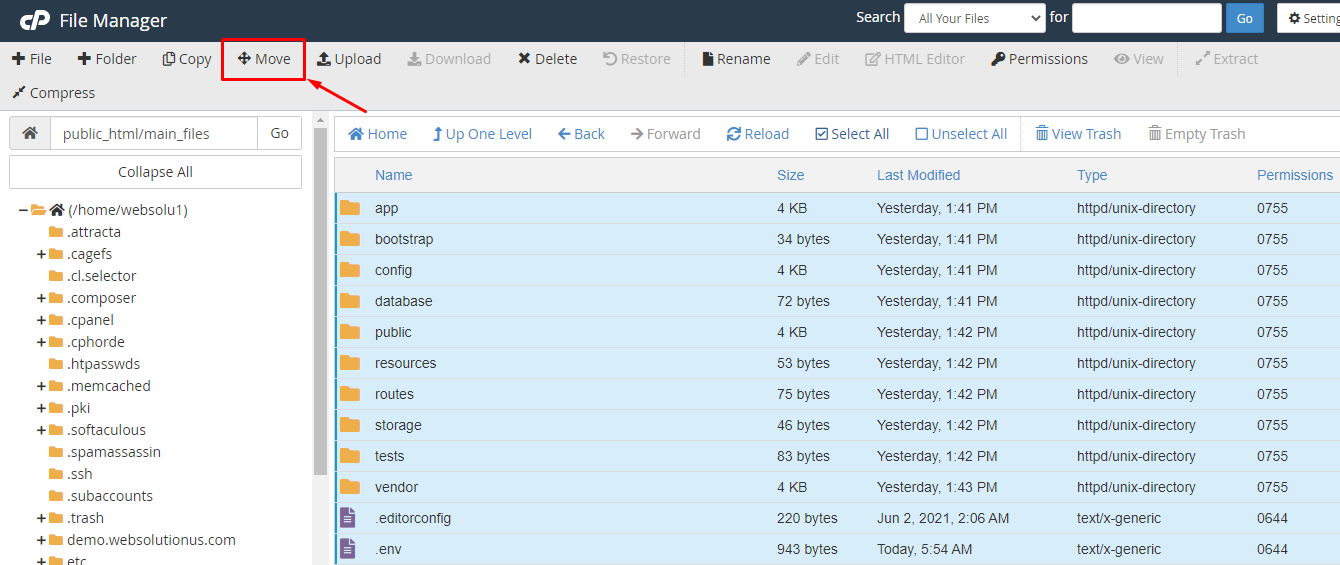 cP File Manager Search All Your Files for Go Settin
File Folder Copy Move Upload Download Delete Restore Rename Edit HTML Editor Permissions View Extract
Compress
public_html/main_files Go Home Up One Level Back Forward Reload Select All Unselect All View Trash Empty Trash
Collapse All
Name Size Last Modified Type Permissions
(/home/websolu1)
.attracta
.cagefs
.cl.selector
.composer
.cpanel
.cphorde
.htpasswds
.memcached
.pki
.softaculous
.spamassassin
.ssh
.subaccounts
.trash
demo.websolutionus.com
etc
app 4 KB Yesterday, 1:41 PM httpd/unix-directory 0755
bootstrap 34 bytes Yesterday, 1:41 PM httpd/unix-directory 0755
config 4 KB Yesterday, 1:41 PM httpd/unix-directory 0755
database 72 bytes Yesterday, 1:41 PM httpd/unix-directory 0755
public 4 KB Yesterday, 1:42 PM httpd/unix-directory 0755
resources 53 bytes Yesterday, 1:42 PM httpd/unix-directory 0755
routes 75 bytes Yesterday, 1:42 PM httpd/unix-directory 0755
storage 46 bytes Yesterday, 1:42 PM httpd/unix-directory 0755
tests 83 bytes Yesterday, 1:42 PM httpd/unix-directory 0755
vendor 4 KB Yesterday, 1:43 PM httpd/unix-directory 0755
.editorconfig 220 bytes Jun 2, 2021, 2:06 AM text/x-generic 0644
.env 943 bytes Today, 5:54 AM text/x-generic 0644